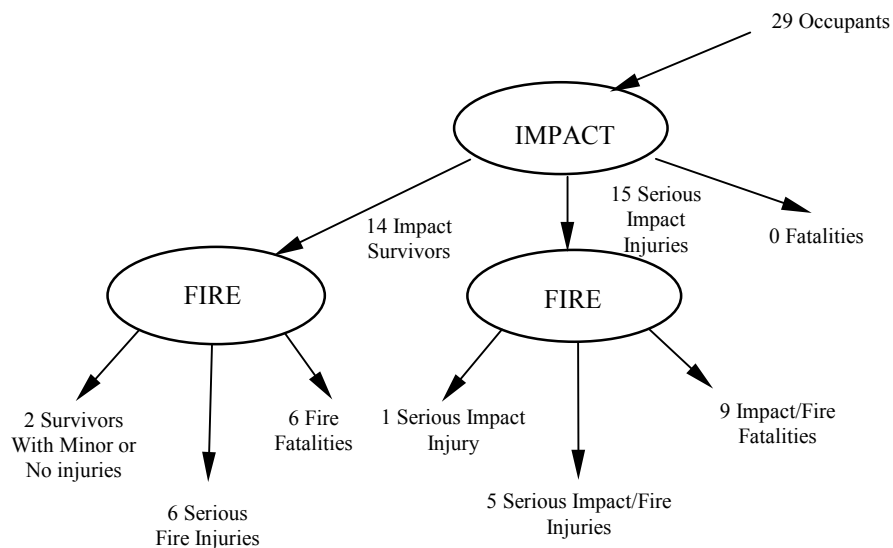 29 Occupants
IMPACT
14 Impact
Survivors
15 Serious
Impact
Injuries
0 Fatalities
FIRE
FIRE
2 Survivors
With Minor or
No injuries
6 Serious
Fire Injuries
6 Fire
Fatalities
1 Serious Impact
Injury
5 Serious Impact/Fire
Injuries
9 Impact/Fire
Fatalities